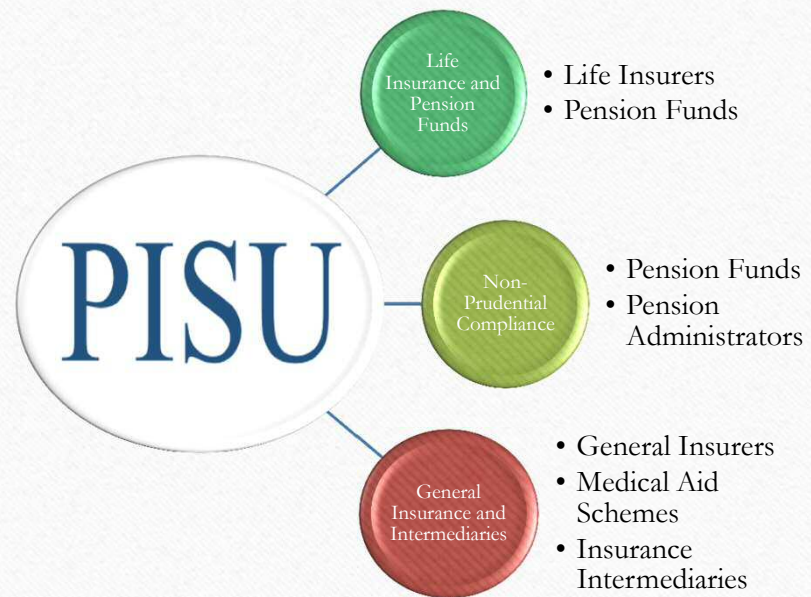 PISU
Life
Insurance and
Pension
Funds
• Life Insurers
• Pension Funds
Non-
Prudential
Compliance
• Pension Funds
• Pension
Administrators
General
Insurance and
Intermediaries
• General Insurers
• Medical Aid
Schemes
• Insurance
Intermediaries